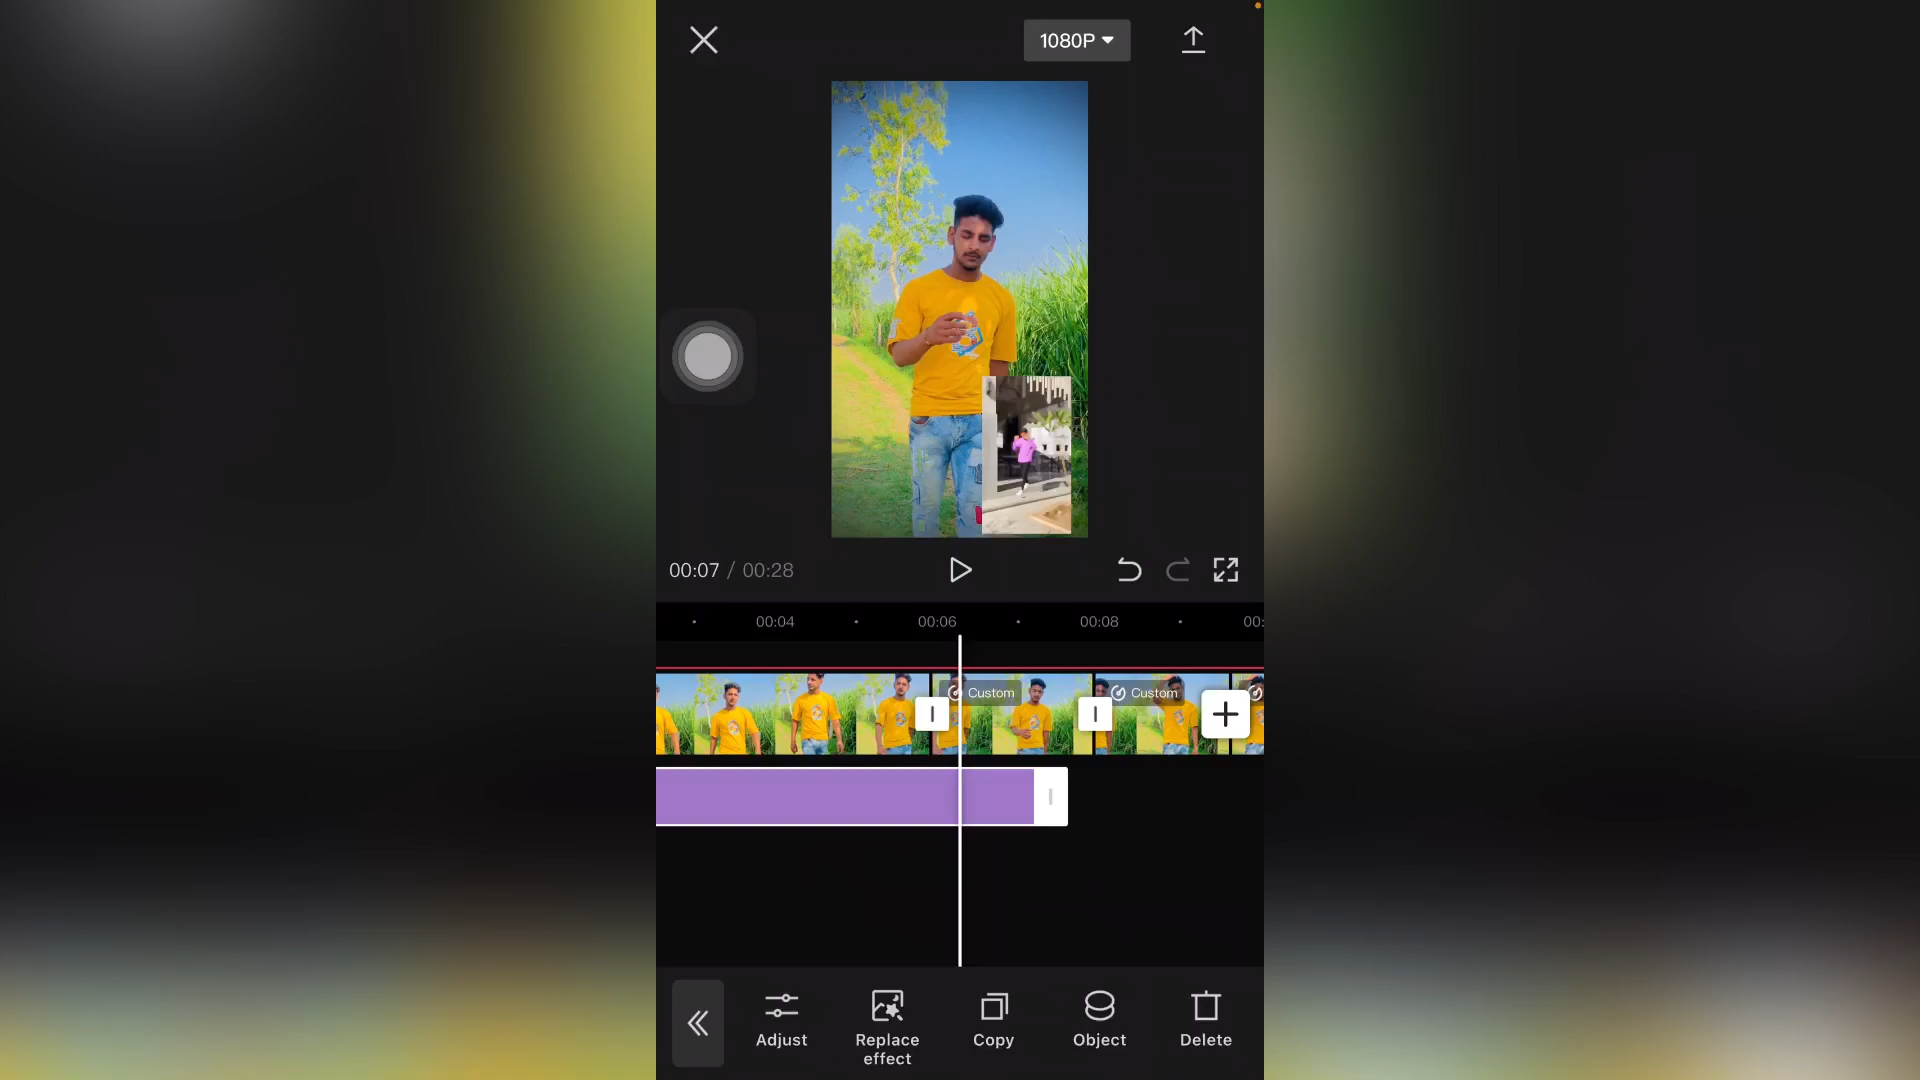 1080P
00:07 / 00:28
00:04
00:06
00:08
00:
Custom
Custom
Adjust
Replace
effect
Copy
Object
Delete